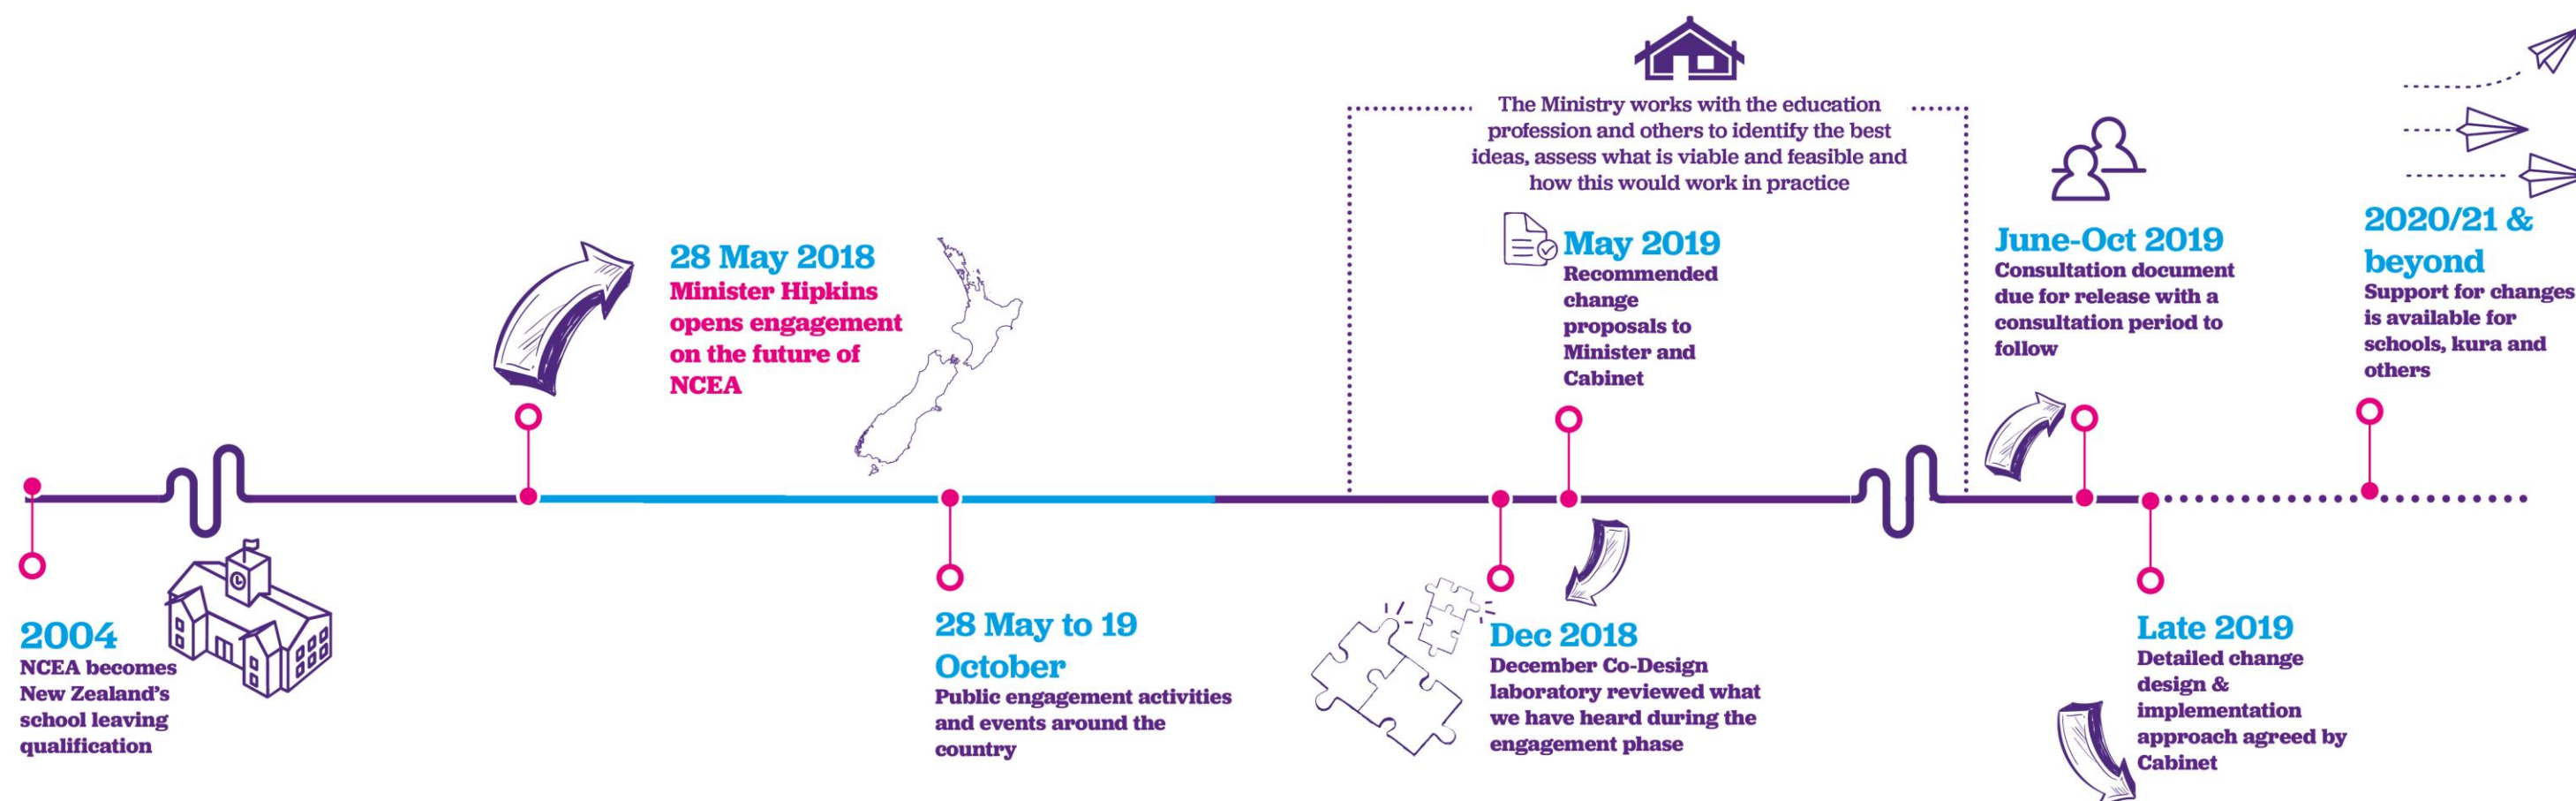 2004
NCEA becomes
New Zealand's
school leaving
qualification
28 May 2018
Minister Hipkins
opens engagement
on the future of
NCEA
28 May to 19
October
Public engagement activities
and events around the
country
The Ministry works with the education
profession and others to identify the best
ideas, assess what is viable and feasible and
how this would work in practice
Dec 2018
December Co-Design
laboratory reviewed what
we have heard during the
engagement phase
May 2019
Recommended
change
proposals to
Minister and
Cabinet
June-Oct 2019
Consultation document
due for release with a
consultation period to
follow
Late 2019
Detailed change
design &
implementation
approach agreed by
Cabinet
2020/21 &
beyond
Support for changes
is available for
schools, kura and
others